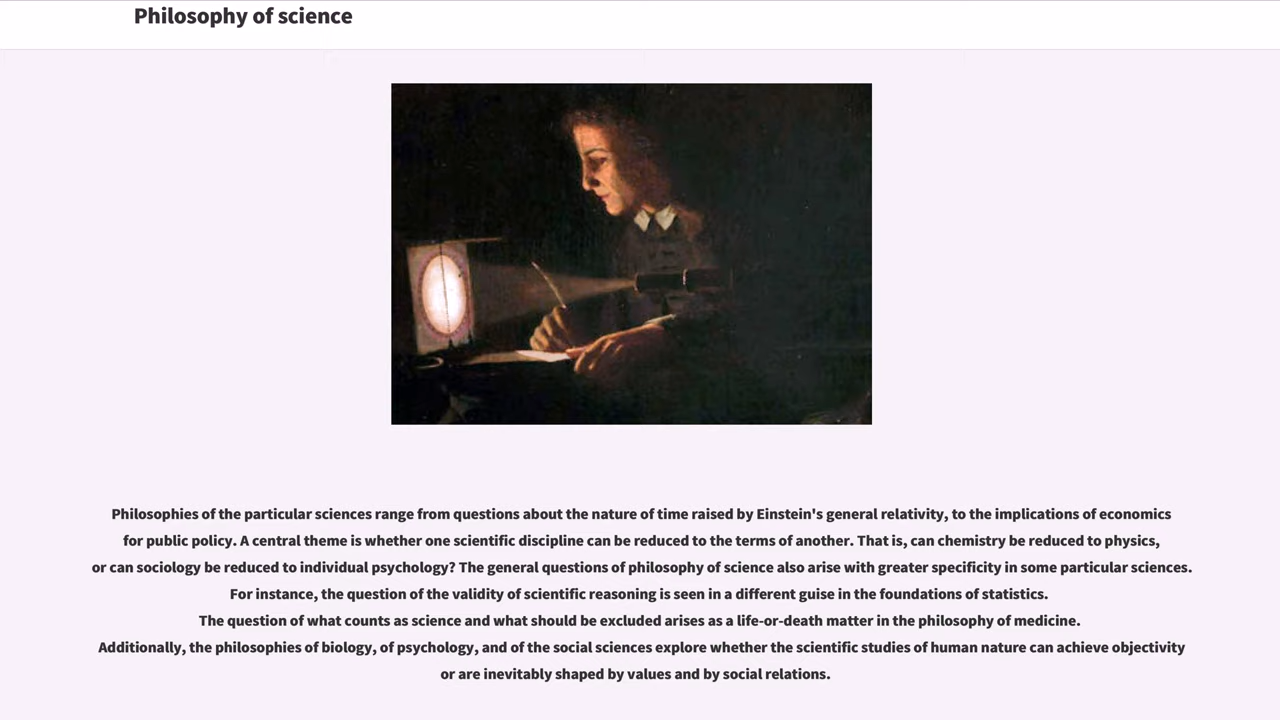 Philosophy of science
Philosophies of the particular sciences range from questions about the nature of time raised by Einstein's general relativity, to the implications of economics
for public policy. A central theme is whether one scientific discipline can be reduced to the terms of another. That is, can chemistry be reduced to physics,
or can sociology be reduced to individual psychology? The general questions of philosophy of science also arise with greater specificity in some particular sciences.
For instance, the question of the validity of scientific reasoning is seen in a different guise in the foundations of statistics.
The question of what counts as science and what should be excluded arises as a life-or-death matter in the philosophy of medicine.
Additionally, the philosophies of biology, of psychology, and of the social sciences explore whether the scientific studies of human nature can achieve objectivity
or are inevitably shaped by values and by social relations.